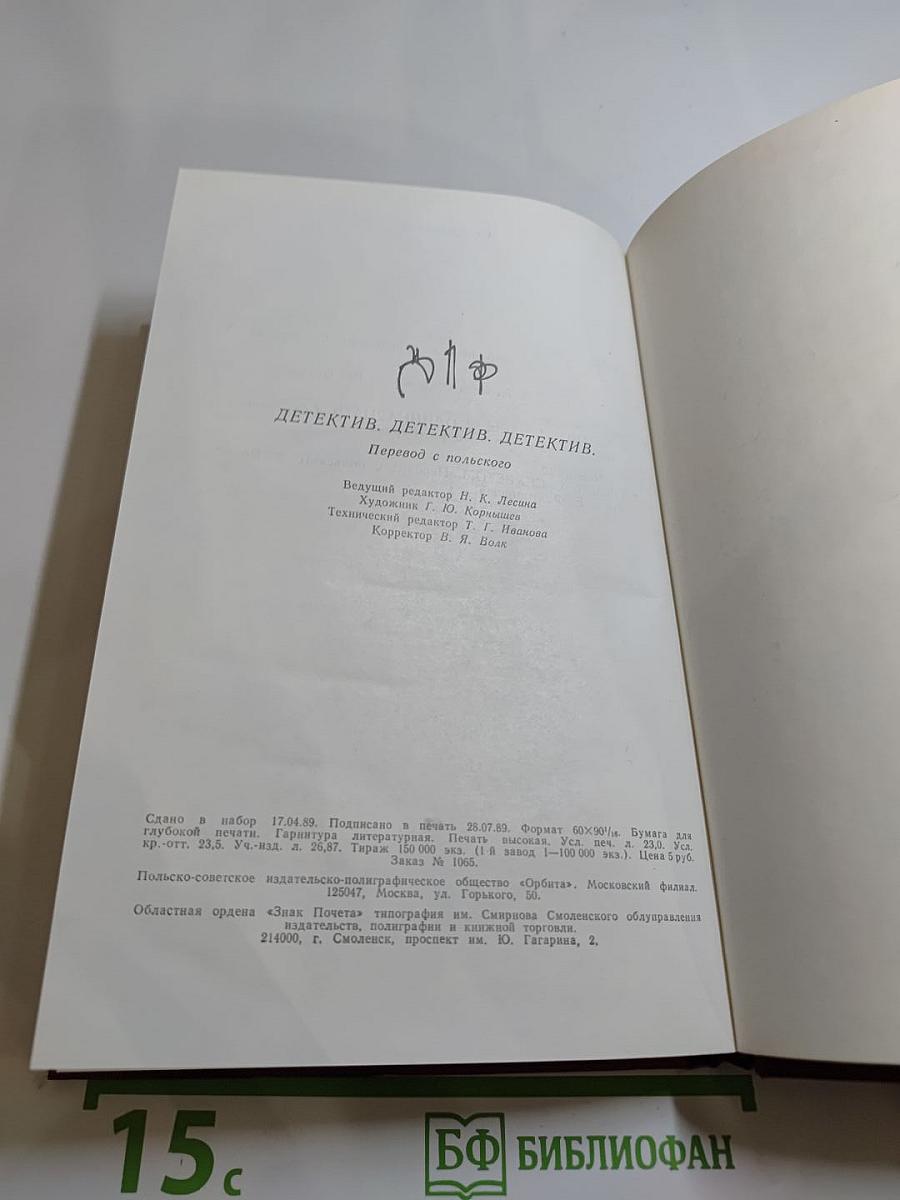 ДЕТЕКТИВ. ДЕТЕКТИВ. ДЕТЕКТИВ.
Перевод с польского
Ведущий редактор Н. К. Лесина
Художник Г. Ю. Корнышев
Технический редактор Т. Г. Иванова
Корректор В. Я. Волк
Сдано в набор 17.04.89. Подписано в печать 28.07.89. Формат 60×90¹/₁₆. Бумага для
глубокой печати. Гарнитура литературная. Печать высокая. Усл. печ. л. 23,0. Усл.
кр.-отт. 23,5. Уч.-изд. л. 26,87. Тираж 150 000 экз. (1-й завод 1—100 000 экз.). Цена 5 руб.
Заказ № 1065.
Польско-советское издательско-полиграфическое общество «Орбита». Московский филиал.
125047, Москва, ул. Горького, 50.
Областная ордена «Знак Почета» типография им. Смирнова Смоленского облуправления
издательств, полиграфии и книжной торговли.
214000, г. Смоленск, проспект им. Ю. Гагарина, 2.
15 с
БФ БИБЛИОФАН